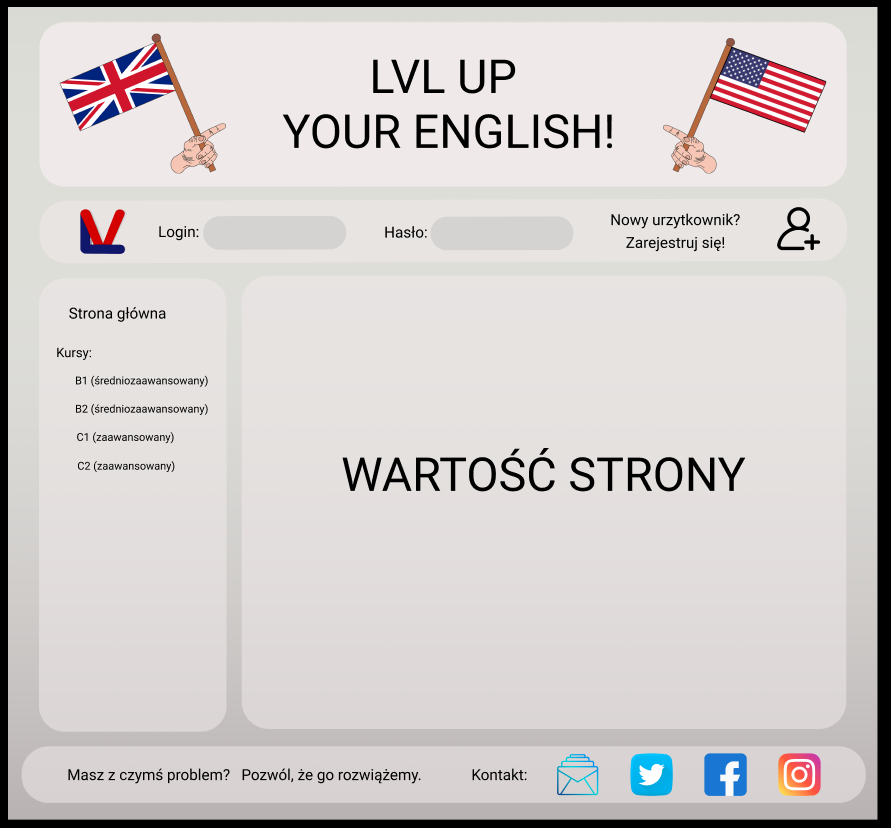 LVL UP
YOUR ENGLISH!
Login:
Hasło:
Nowy urzytkownik?
Zarejestruj się!
Strona główna
Kursy:
B1 (średniozaawansowany)
B2 (średniozaawansowany)
C1 (zaawansowany)
C2 (zaawansowany)
WARTOŚĆ STRONY
Masz z czymś problem? Pozwól, że go rozwiążemy.
Kontakt: